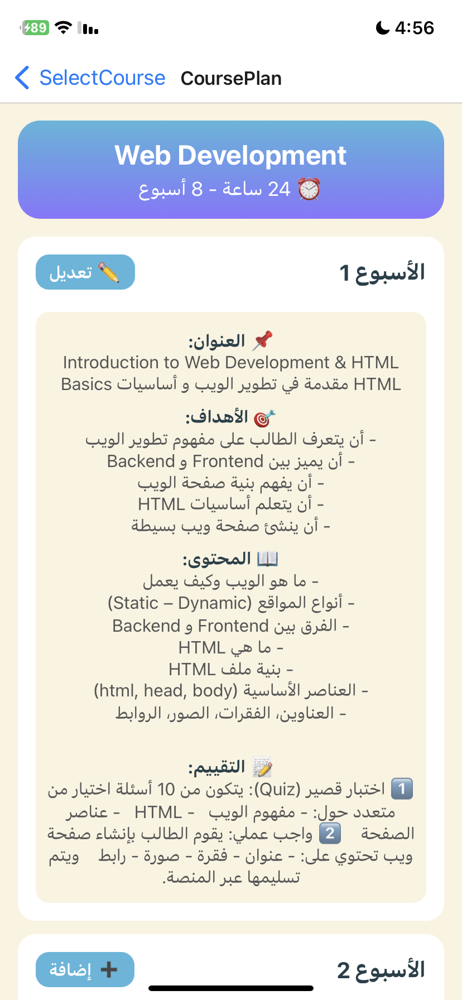 89
4:56
SelectCourse
CoursePlan
Web Development
⏰ 24 ساعة - 8 أسبوع
الأسبوع 1
✏️ تعديل
📌 العنوان:
Introduction to Web Development & HTML
Basics مقدمة في تطوير الويب و أساسيات HTML
🎯 الأهداف:
- أن يتعرف الطالب على مفهوم تطوير الويب
- أن يميز بين Frontend و Backend
- أن يفهم بنية صفحة الويب
- أن يتعلم أساسيات HTML
- أن ينشئ صفحة ويب بسيطة
📖 المحتوى:
- ما هو الويب وكيف يعمل
- أنواع المواقع (Static – Dynamic)
- الفرق بين Frontend و Backend
- ما هي HTML
- بنية ملف HTML
- العناصر الأساسية (html, head, body)
- العناوين، الفقرات، الصور، الروابط
📝 التقييم:
1️⃣ اختبار قصير (Quiz): يتكون من 10 أسئلة اختيار من
متعدد حول: - مفهوم الويب - HTML - عناصر
الصفحة 2️⃣ واجب عملي: يقوم الطالب بإنشاء صفحة
ويب تحتوي على: - عنوان - فقرة - صورة - رابط ويتم
تسليمها عبر المنصة.
الأسبوع 2
➕ إضافة